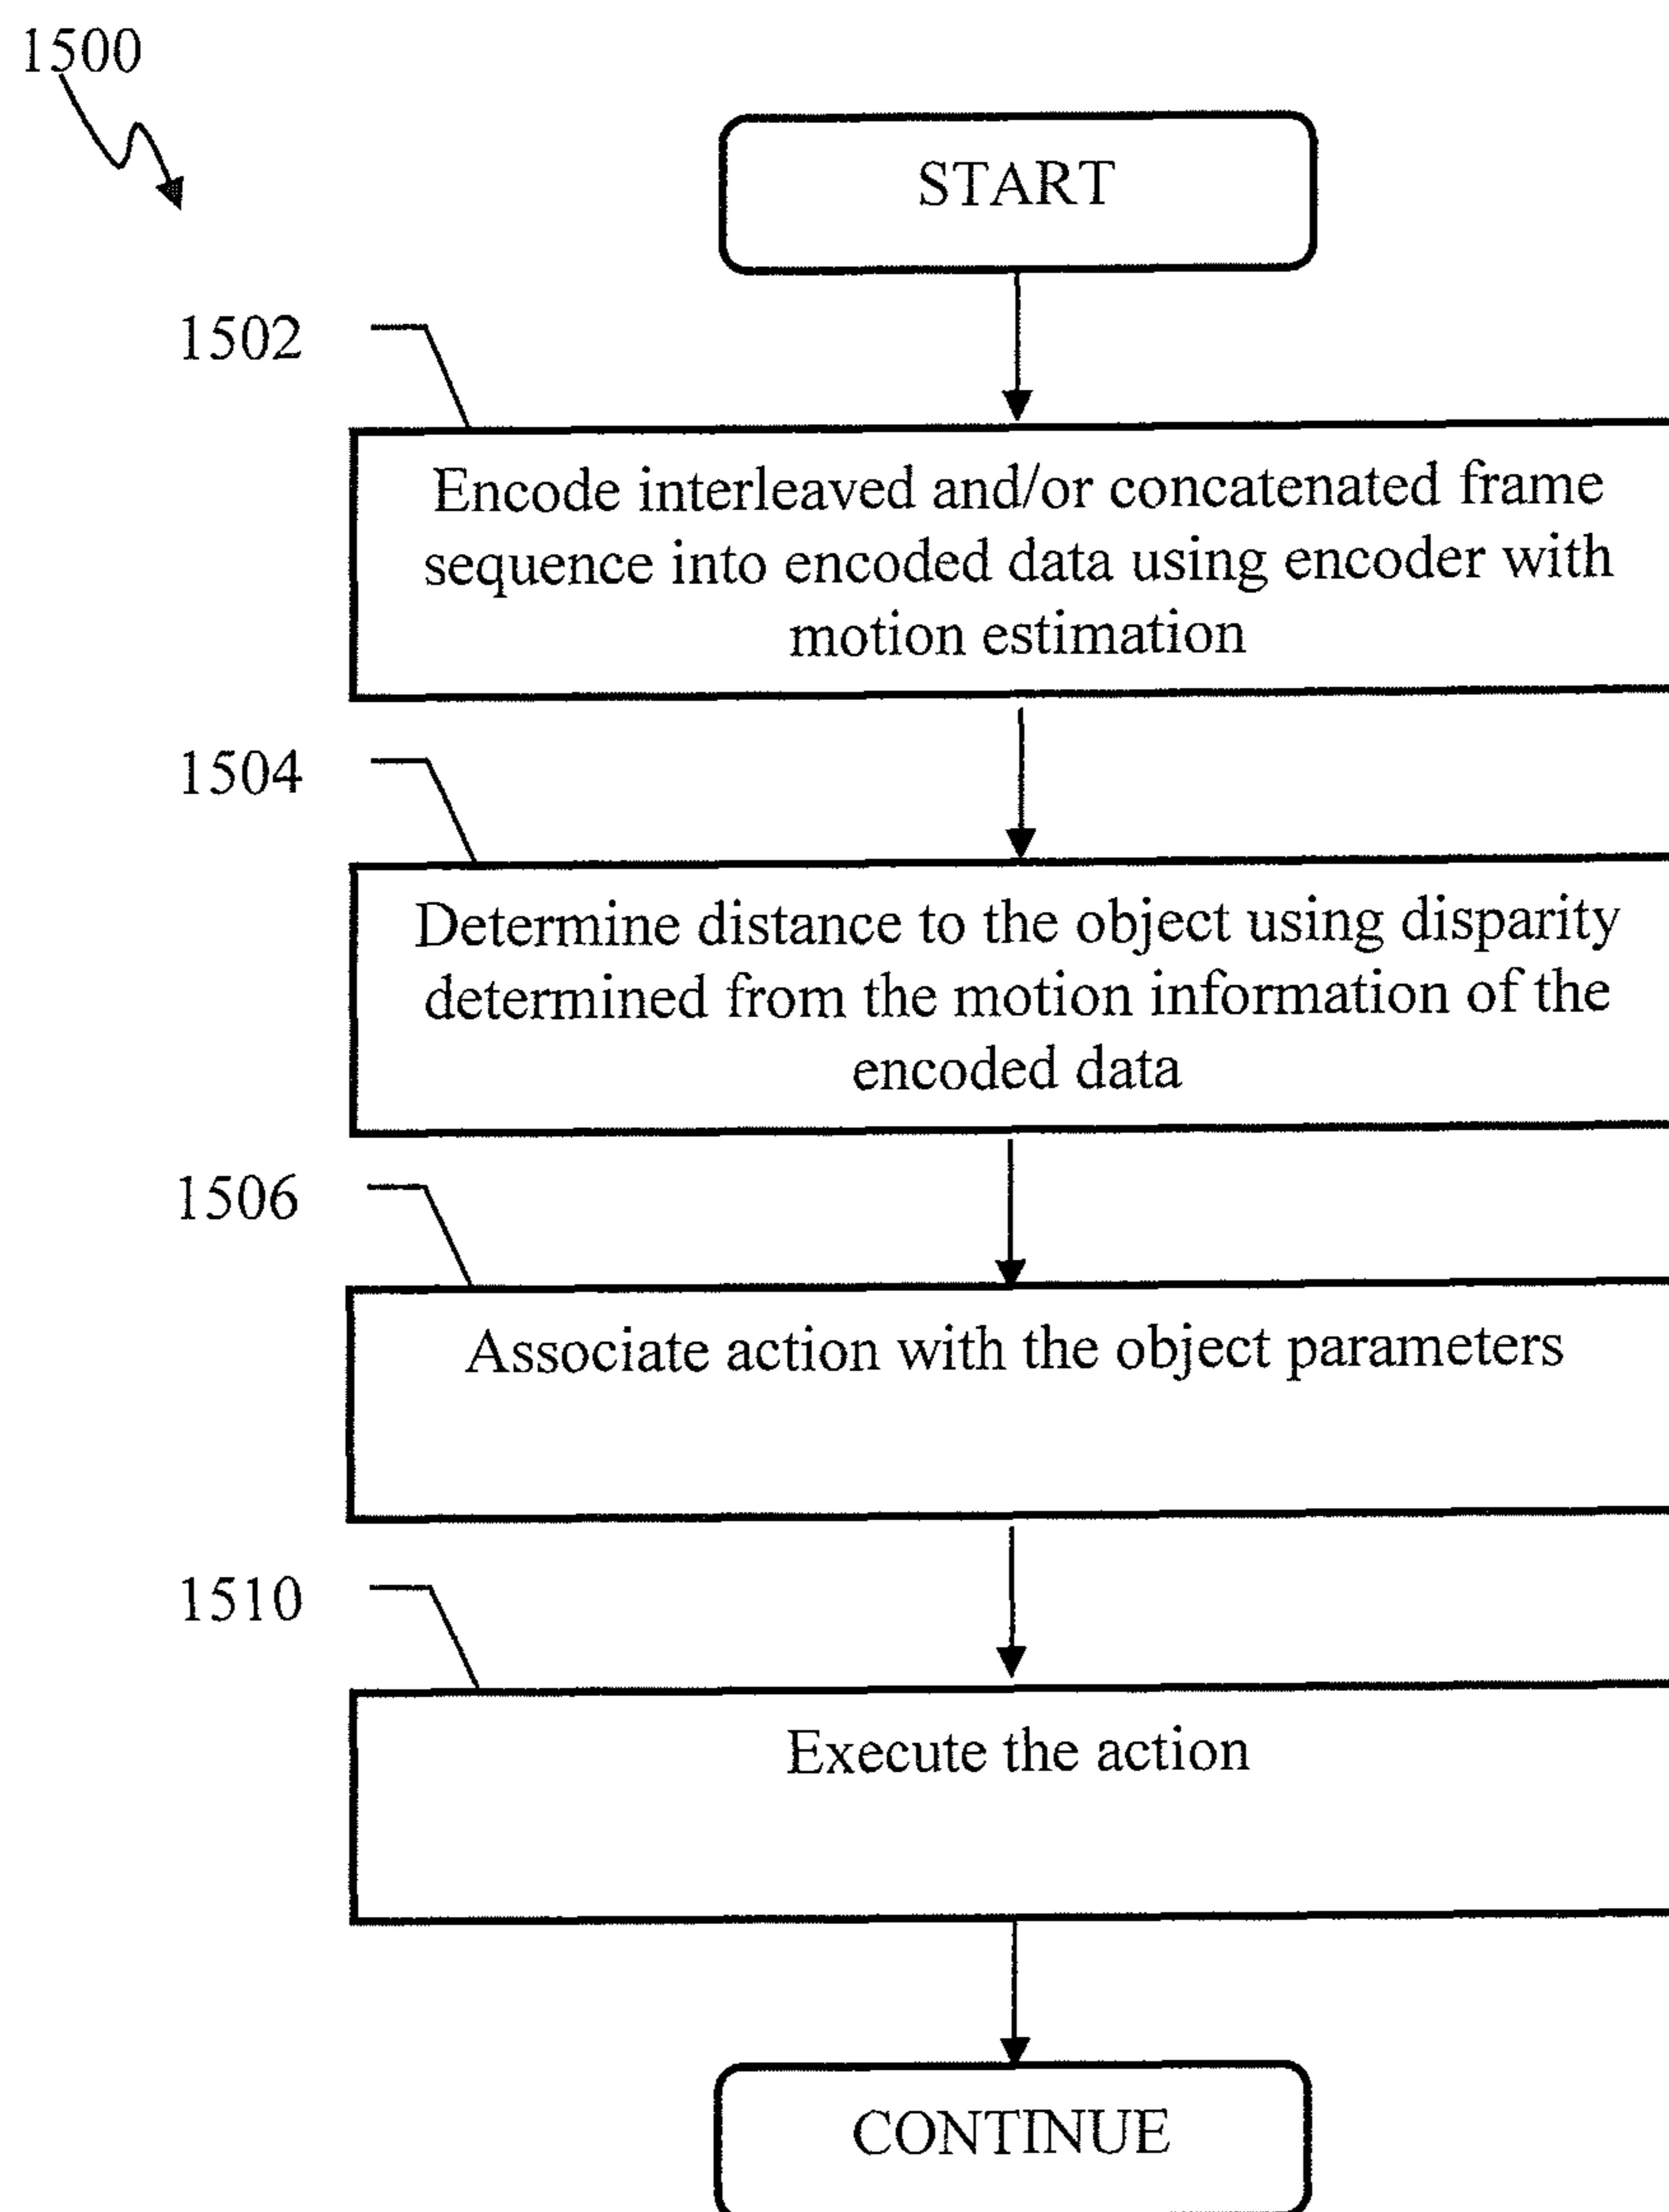 1500
START
1502
Encode interleaved and/or concatenated frame
sequence into encoded data using encoder with
motion estimation
1504
Determine distance to the object using disparity
determined from the motion information of the
encoded data
1506
Associate action with the object parameters
1510
Execute the action
CONTINUE